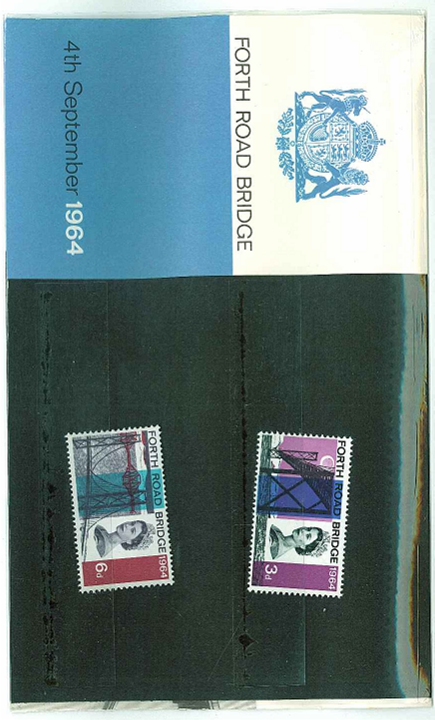 FORTH ROAD BRIDGE
4th September 1964
FORTH ROAD BRIDGE 1964
3d
FORTH ROAD BRIDGE 1964
6d